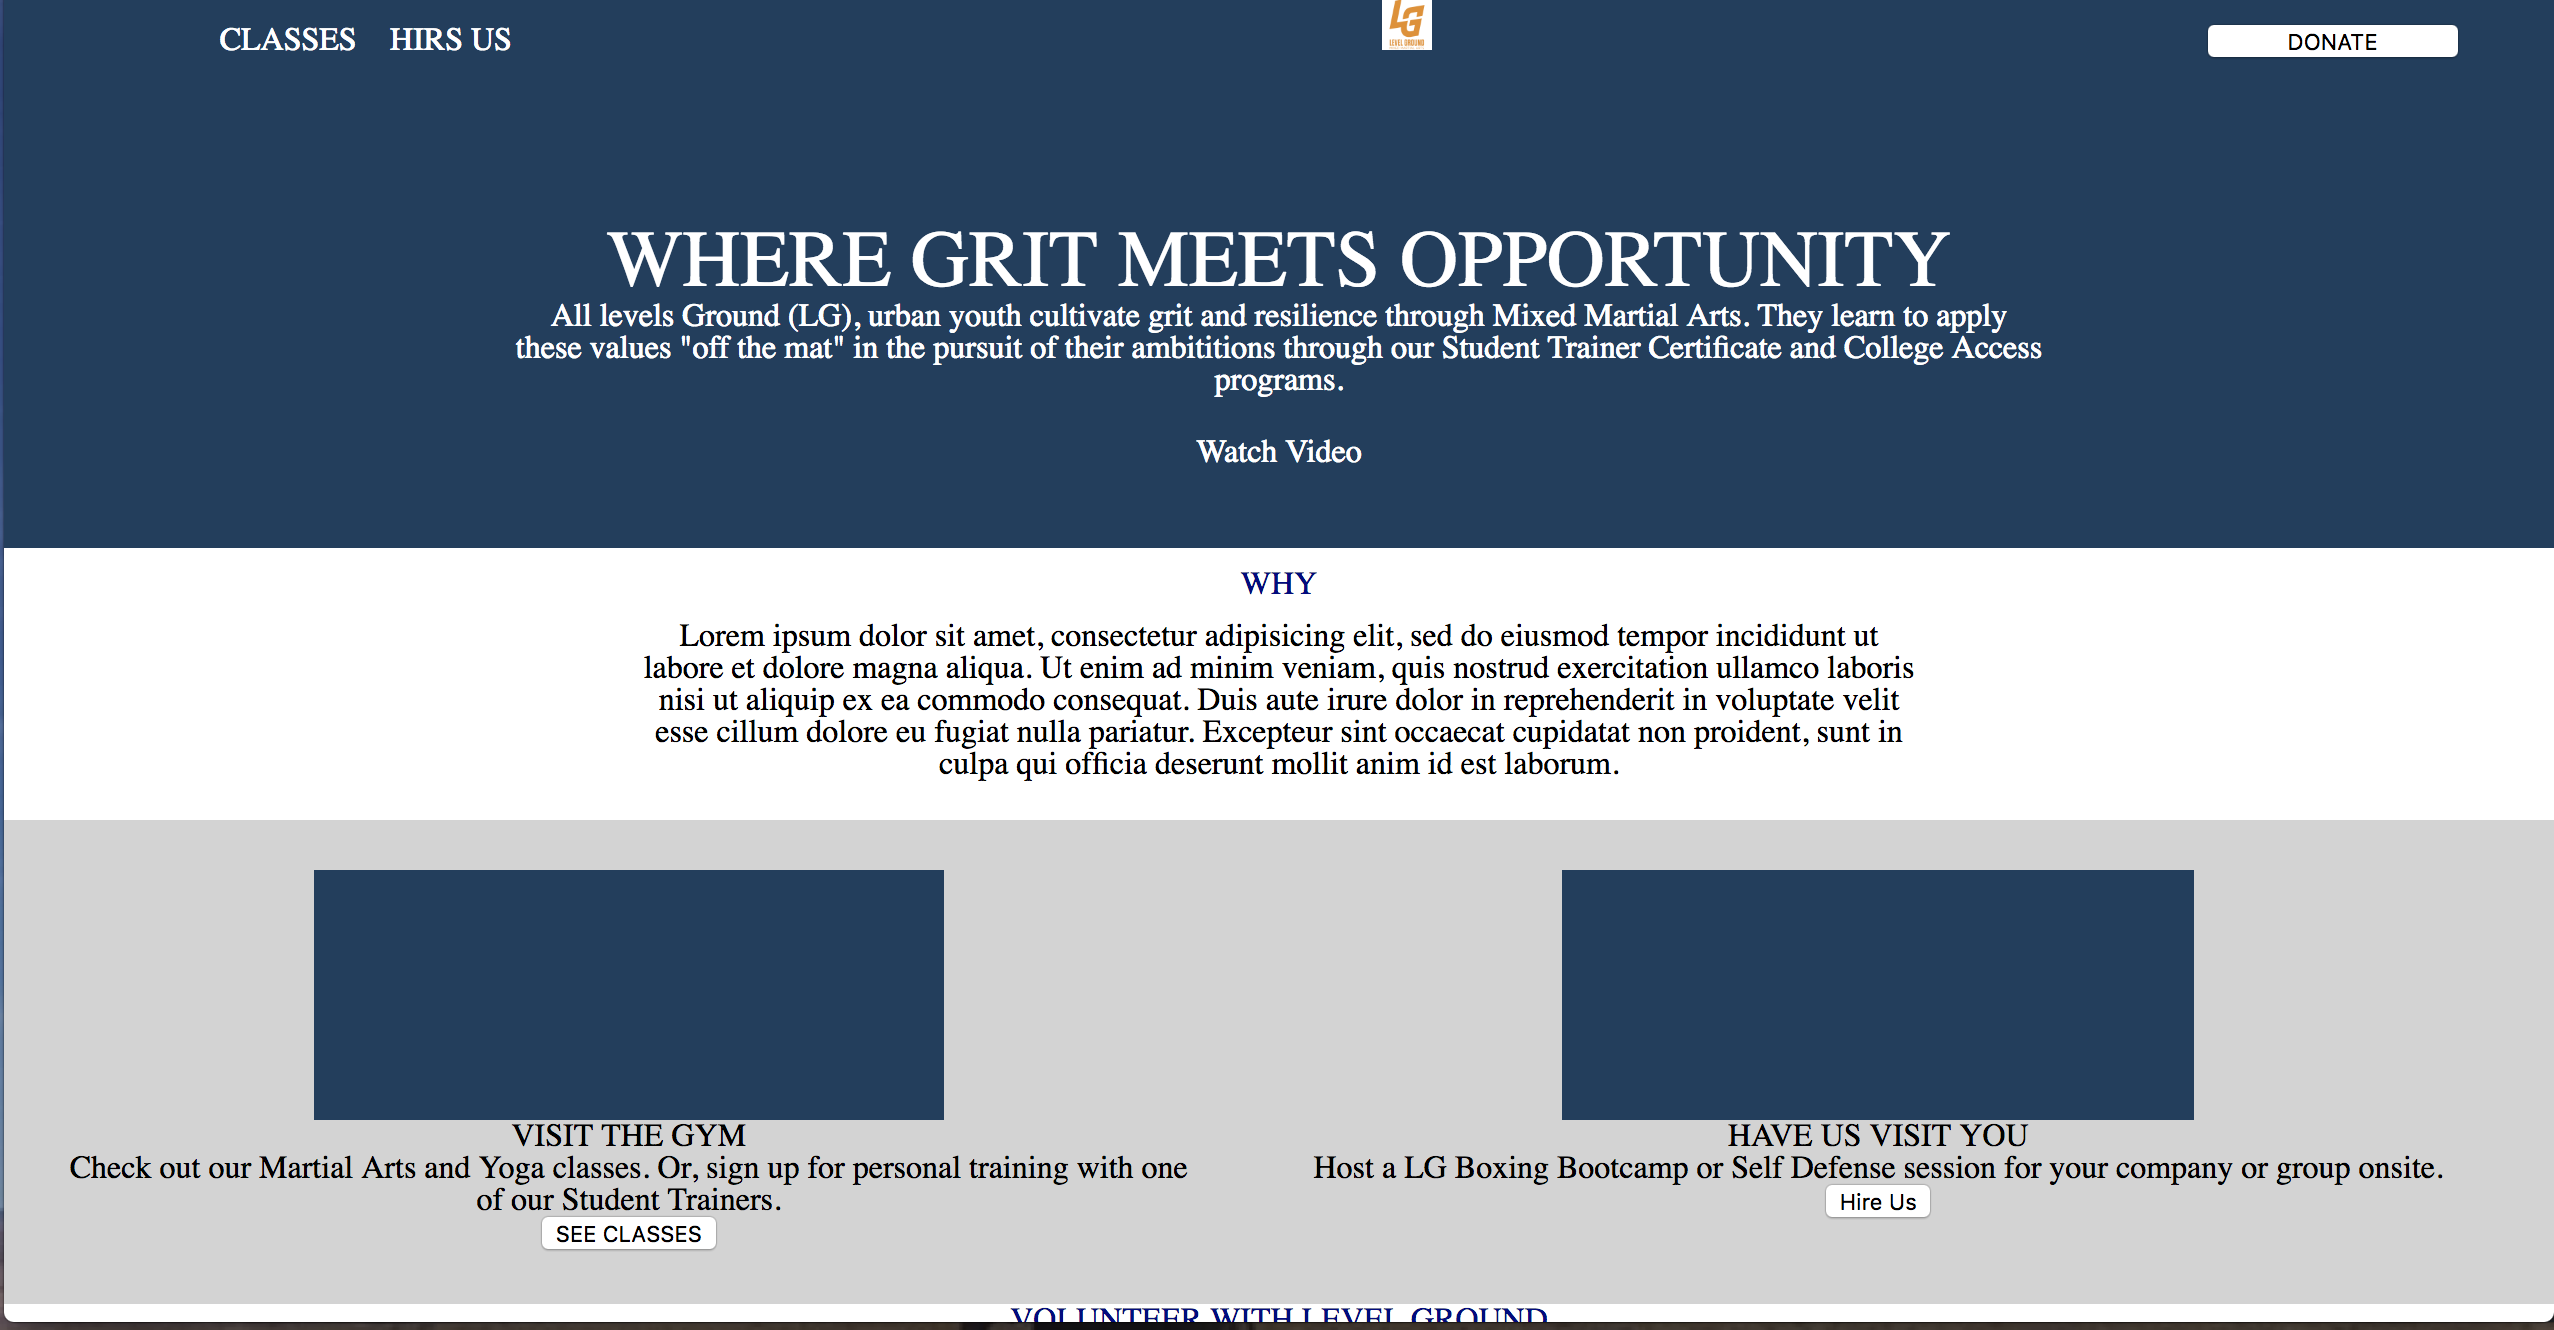 CLASSES HIRS US
LG
LEVEL GROUND
DONATE
WHERE GRIT MEETS OPPORTUNITY
All levels Ground (LG), urban youth cultivate grit and resilience through Mixed Martial Arts. They learn to apply
these values "off the mat" in the pursuit of their ambititions through our Student Trainer Certificate and College Access
programs.
Watch Video
WHY
Lorem ipsum dolor sit amet, consectetur adipisicing elit, sed do eiusmod tempor incididunt ut
labore et dolore magna aliqua. Ut enim ad minim veniam, quis nostrud exercitation ullamco laboris
nisi ut aliquip ex ea commodo consequat. Duis aute irure dolor in reprehenderit in voluptate velit
esse cillum dolore eu fugiat nulla pariatur. Excepteur sint occaecat cupidatat non proident, sunt in
culpa qui officia deserunt mollit anim id est laborum.
VISIT THE GYM
Check out our Martial Arts and Yoga classes. Or, sign up for personal training with one
of our Student Trainers.
SEE CLASSES
HAVE US VISIT YOU
Host a LG Boxing Bootcamp or Self Defense session for your company or group onsite.
Hire Us
VOLUNTEER WITH LEVEL GROUND